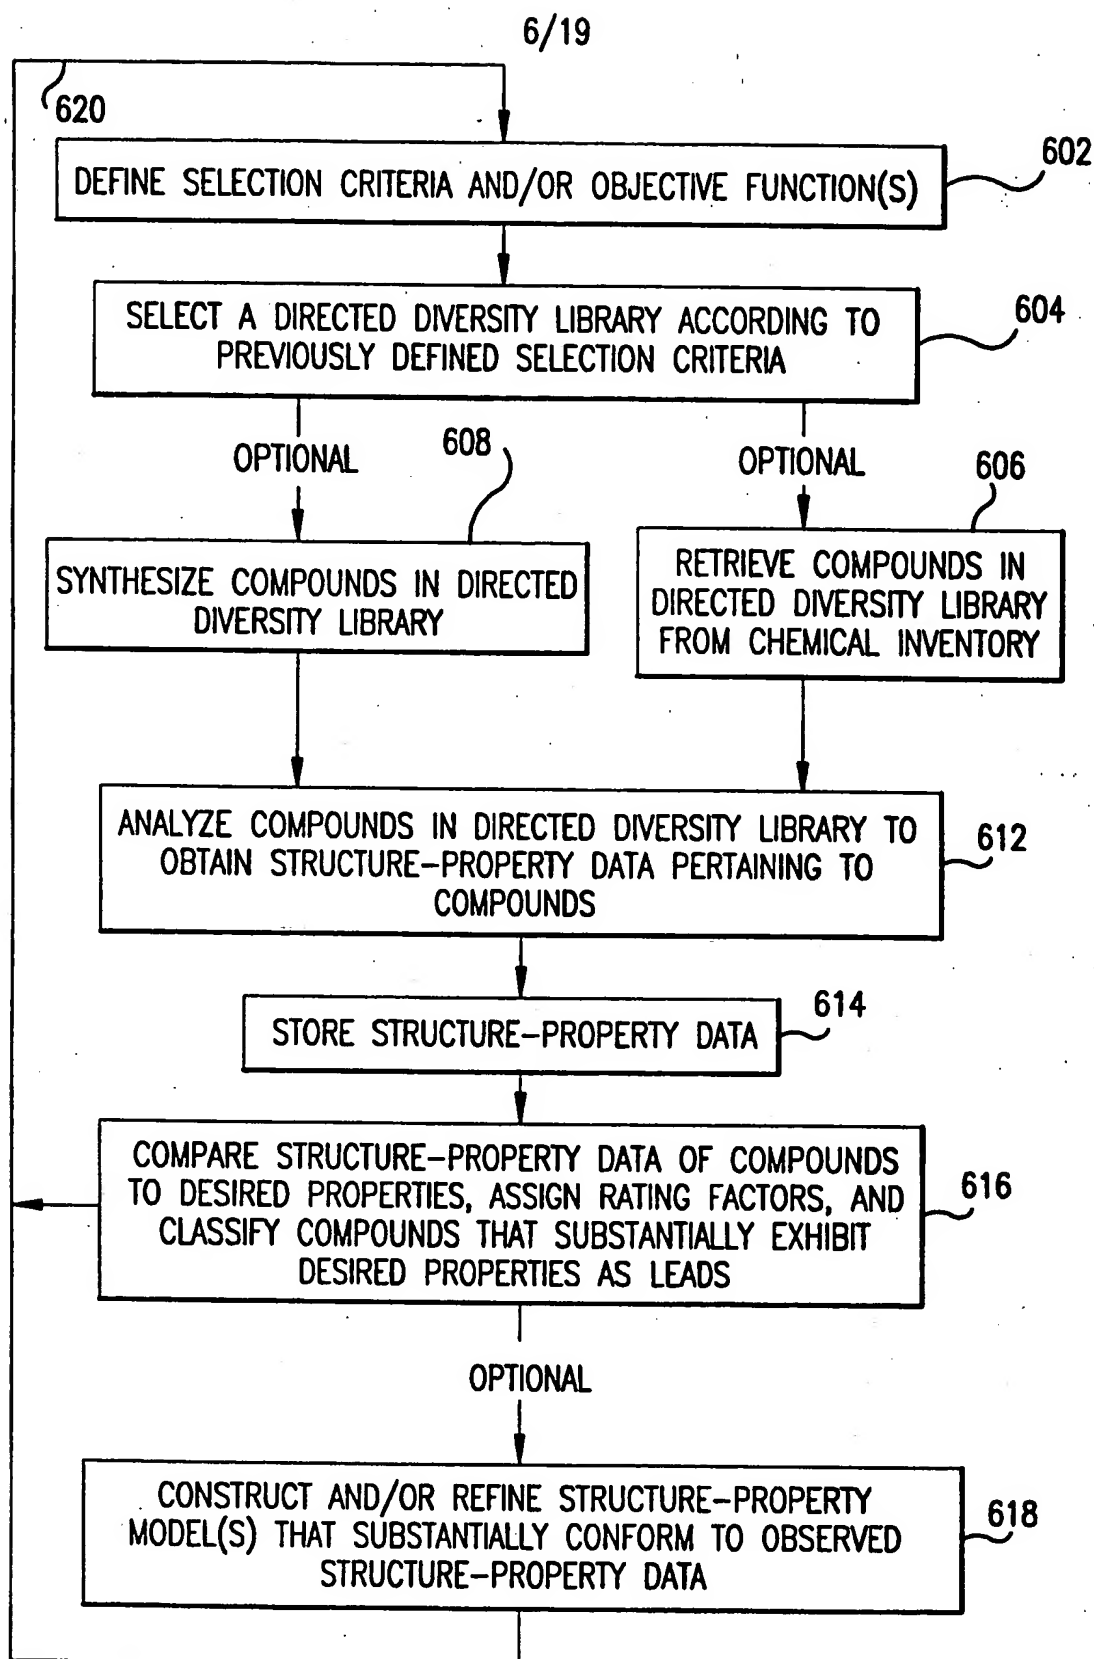 6/19
620
602
DEFINE SELECTION CRITERIA AND/OR OBJECTIVE FUNCTION(S)
604
SELECT A DIRECTED DIVERSITY LIBRARY ACCORDING TO
PREVIOUSLY DEFINED SELECTION CRITERIA
OPTIONAL
608
OPTIONAL
606
SYNTHESIZE COMPOUNDS IN DIRECTED
DIVERSITY LIBRARY
RETRIEVE COMPOUNDS IN
DIRECTED DIVERSITY LIBRARY
FROM CHEMICAL INVENTORY
ANALYZE COMPOUNDS IN DIRECTED DIVERSITY LIBRARY TO
OBTAIN STRUCTURE-PROPERTY DATA PERTAINING TO
COMPOUNDS
612
STORE STRUCTURE-PROPERTY DATA
614
COMPARE STRUCTURE-PROPERTY DATA OF COMPOUNDS
TO DESIRED PROPERTIES, ASSIGN RATING FACTORS, AND
CLASSIFY COMPOUNDS THAT SUBSTANTIALLY EXHIBIT
DESIRED PROPERTIES AS LEADS
616
OPTIONAL
CONSTRUCT AND/OR REFINE STRUCTURE-PROPERTY
MODEL(S) THAT SUBSTANTIALLY CONFORM TO OBSERVED
STRUCTURE-PROPERTY DATA
618